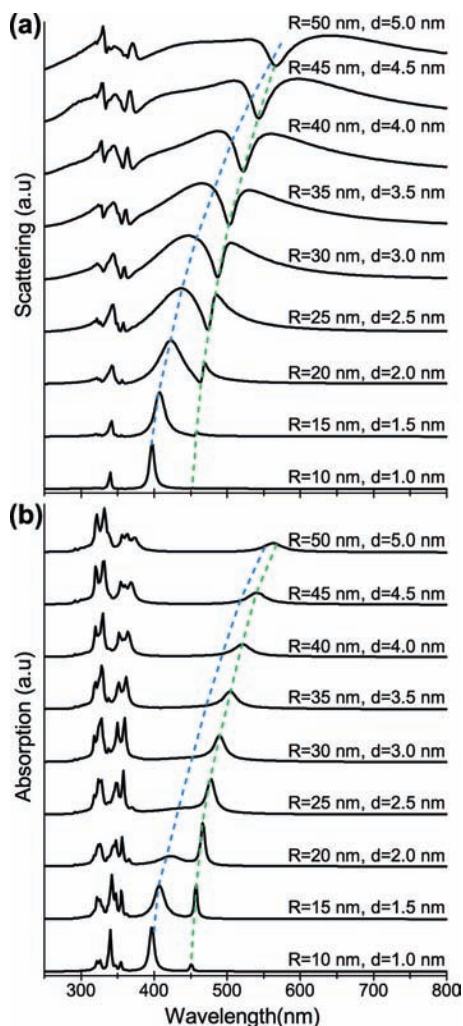 (a)
R=50 nm, d=5.0 nm
R=45 nm, d=4.5 nm
R=40 nm, d=4.0 nm
R=35 nm, d=3.5 nm
R=30 nm, d=3.0 nm
R=25 nm, d=2.5 nm
R=20 nm, d=2.0 nm
R=15 nm, d=1.5 nm
R=10 nm, d=1.0 nm
Scattering (a.u)
(b)
R=50 nm, d=5.0 nm
R=45 nm, d=4.5 nm
R=40 nm, d=4.0 nm
R=35 nm, d=3.5 nm
R=30 nm, d=3.0 nm
R=25 nm, d=2.5 nm
R=20 nm, d=2.0 nm
R=15 nm, d=1.5 nm
R=10 nm, d=1.0 nm
Absorption (a.u)
300 400 500 600 700 800
Wavelength(nm)